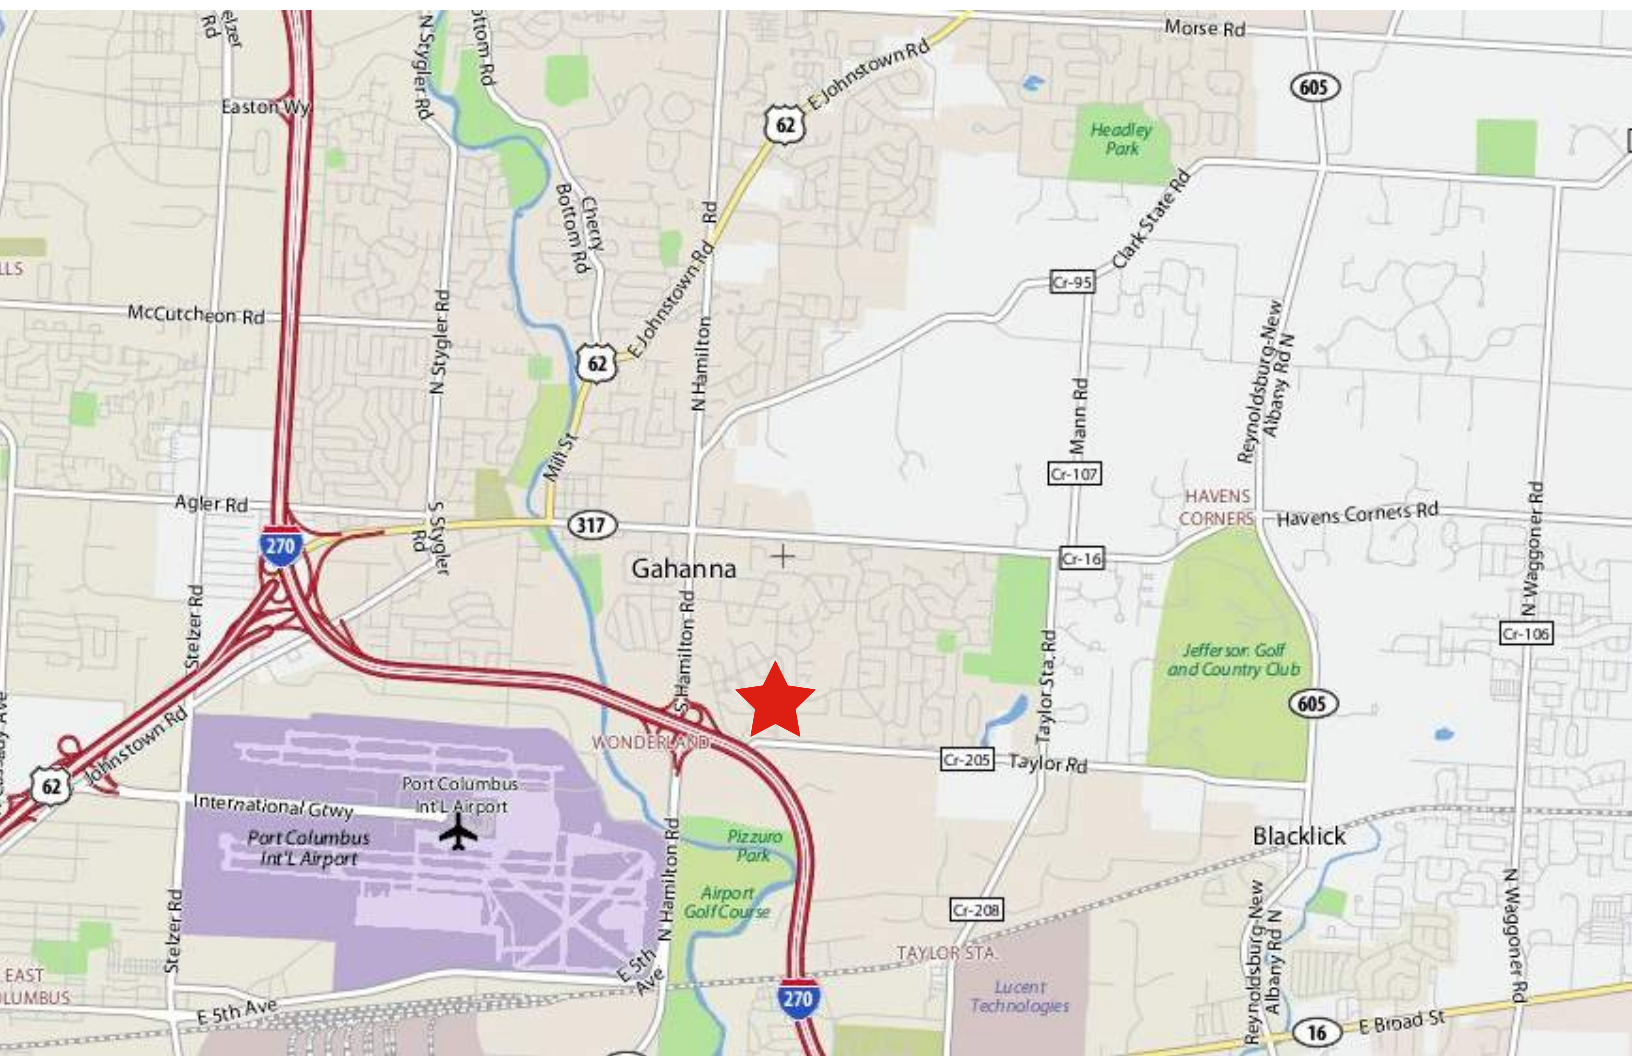 elzer
Rd
N Stygler Rd
ottom Rd
E Johnstown Rd
Morse Rd
605
Easton Wy
62
Headley
Park
Clark State Rd
Cherry
Bottom Rd
Rd
LLS
McCutcheon Rd
N Stygler Rd
E Johnstown Rd
62
N Hamilton
Cr-95
Mann Rd
Reynoldsburg-New
Albany Rd N
Mill St
Cr-107
Agler Rd
S Stygler
Rd
317
HAVENS
CORNERS
Havens Corners Rd
N Waggoner Rd
270
Gahanna
Cr-16
Stelzer Rd
S Hamilton Rd
Taylor Sta. Rd
Jefferson Golf
and Country Club
Cr-106
605
Johnstown Rd
62
WONDERLAND
Cr-205
Taylor Rd
International Gtwy
Port Columbus
Int'L Airport
Port Columbus
Int'L Airport
Pizzuro
Park
Airport
Golf Course
N Hamilton Rd
Blacklick
Stelzer Rd
Cr-208
TAYLOR STA.
Reynoldsburg-New
Albany Rd N
N Waggoner Rd
EAST
OLUMBUS
E 5th Ave
E 5th
Ave
270
Lucent
Technologies
16
E Broad St